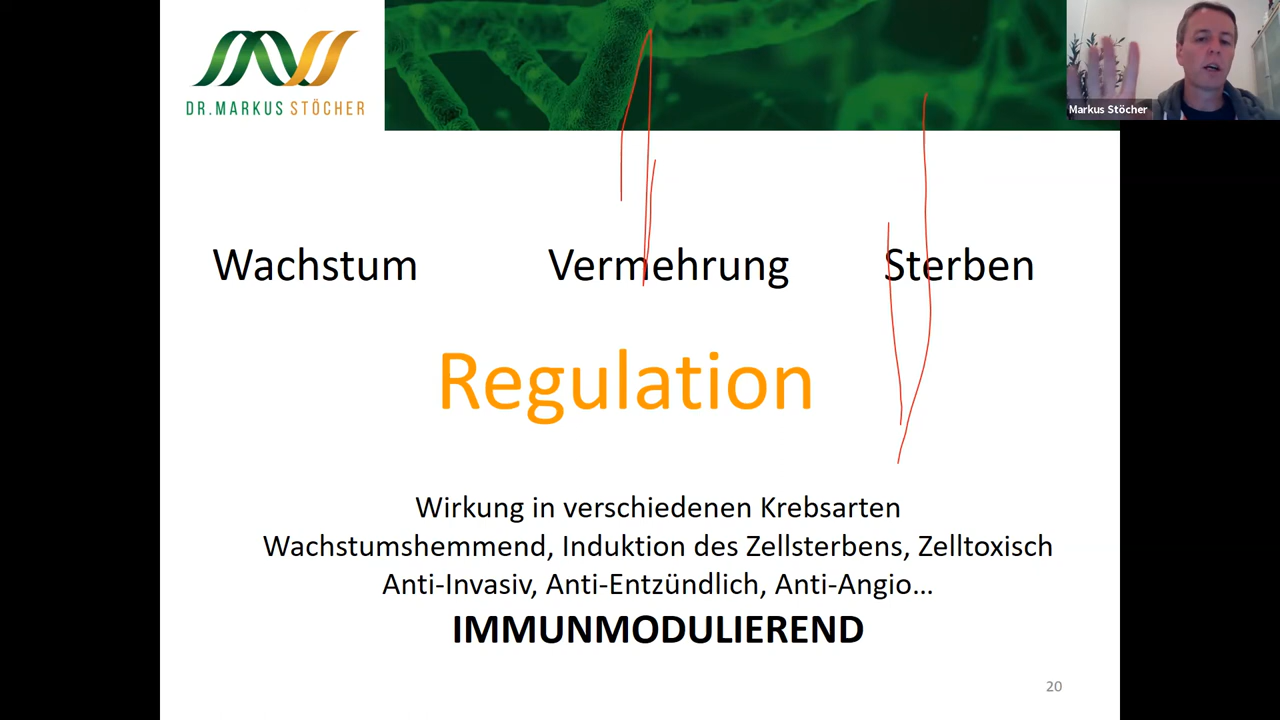 DR.MARKUS STÖCHER
Markus Stöcher
Wachstum Vermehrung Sterben
Regulation
Wirkung in verschiedenen Krebsarten
Wachstumshemmend, Induktion des Zellsterbens, Zelltoxisch
Anti-Invasiv, Anti-Entzündlich, Anti-Angio...
IMMUNMODULIEREND
20